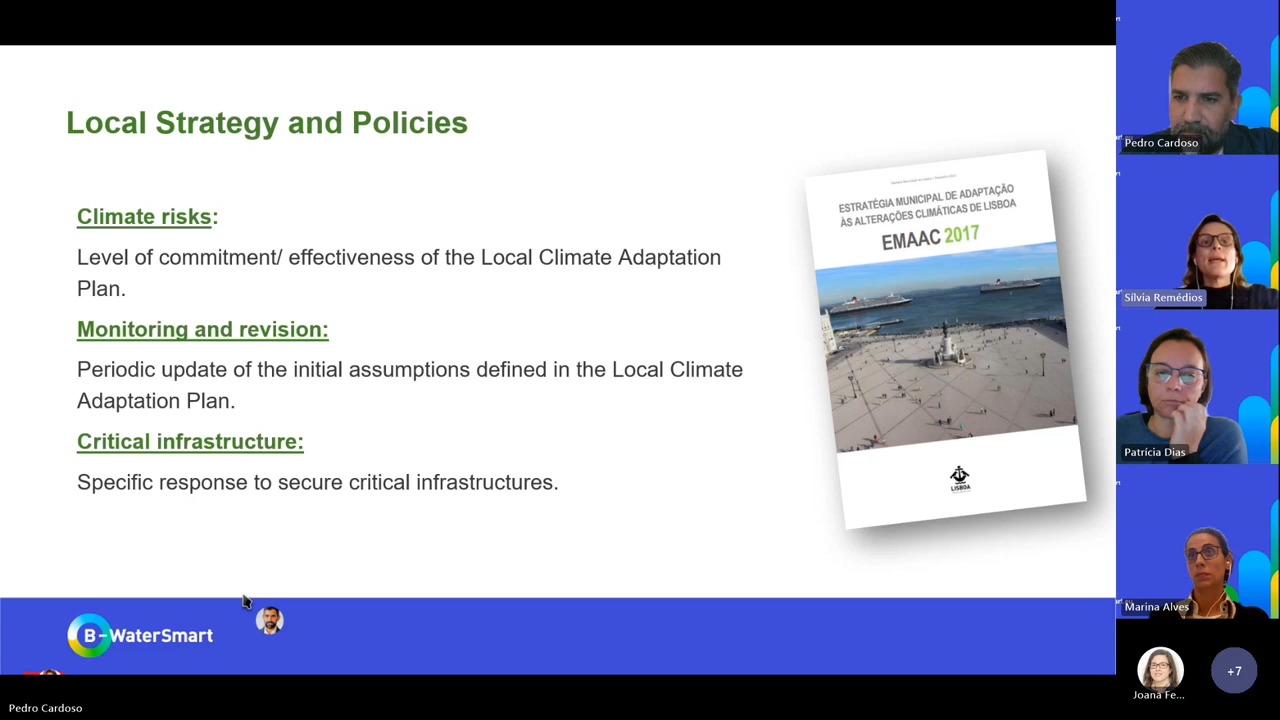 Local Strategy and Policies
Climate risks:
Level of commitment/ effectiveness of the Local Climate Adaptation
Plan.
Monitoring and revision:
Periodic update of the initial assumptions defined in the Local Climate
Adaptation Plan.
Critical infrastructure:
Specific response to secure critical infrastructures.
ESTRATÉGIA MUNICIPAL DE ADAPTAÇÃO
ÀS ALTERAÇÕES CLIMÁTICAS DE LISBOA
EMAAC 2017
LISBOA
B-WaterSmart
Pedro Cardoso
Pedro Cardoso
Sílvia Remédios
Patrícia Dias
Marina Alves
Joana Fe...
+7